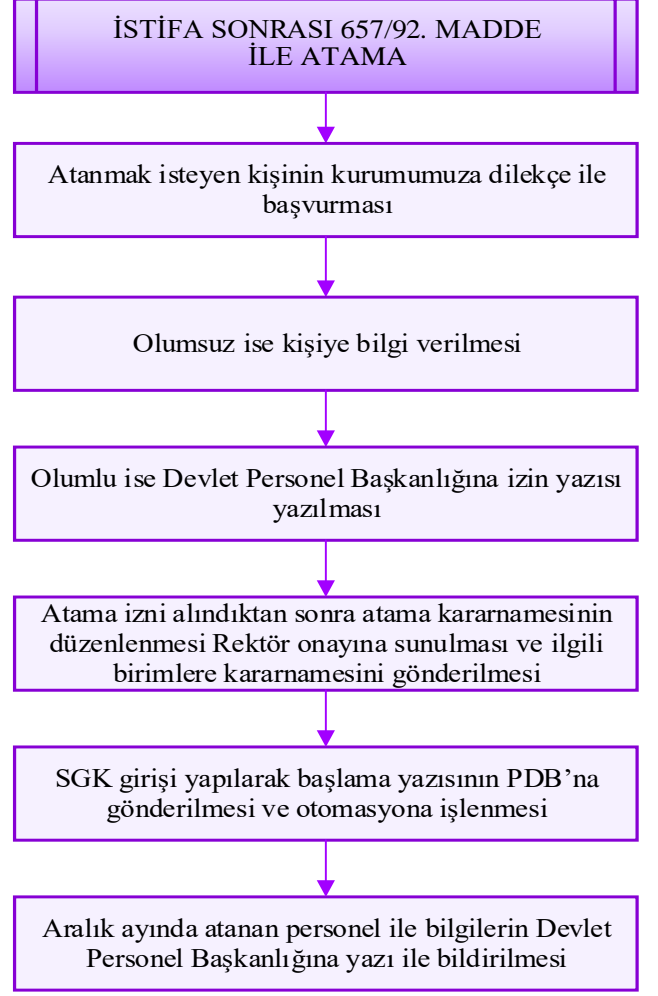 İSTİFA SONRASI 657/92. MADDE
İLE ATAMA
Atanmak isteyen kişinin kurumumuza dilekçe ile
başvurması
Olumsuz ise kişiye bilgi verilmesi
Olumlu ise Devlet Personel Başkanlığına izin yazısı
yazılması
Atama izni alındıktan sonra atama kararnamesinin
düzenlenmesi Rektör onayına sunulması ve ilgili
birimlere kararnamesini gönderilmesi
SGK girişi yapılarak başlama yazısının PDB’na
gönderilmesi ve otomasyona işlenmesi
Aralık ayında atanan personel ile bilgilerin Devlet
Personel Başkanlığına yazı ile bildirilmesi